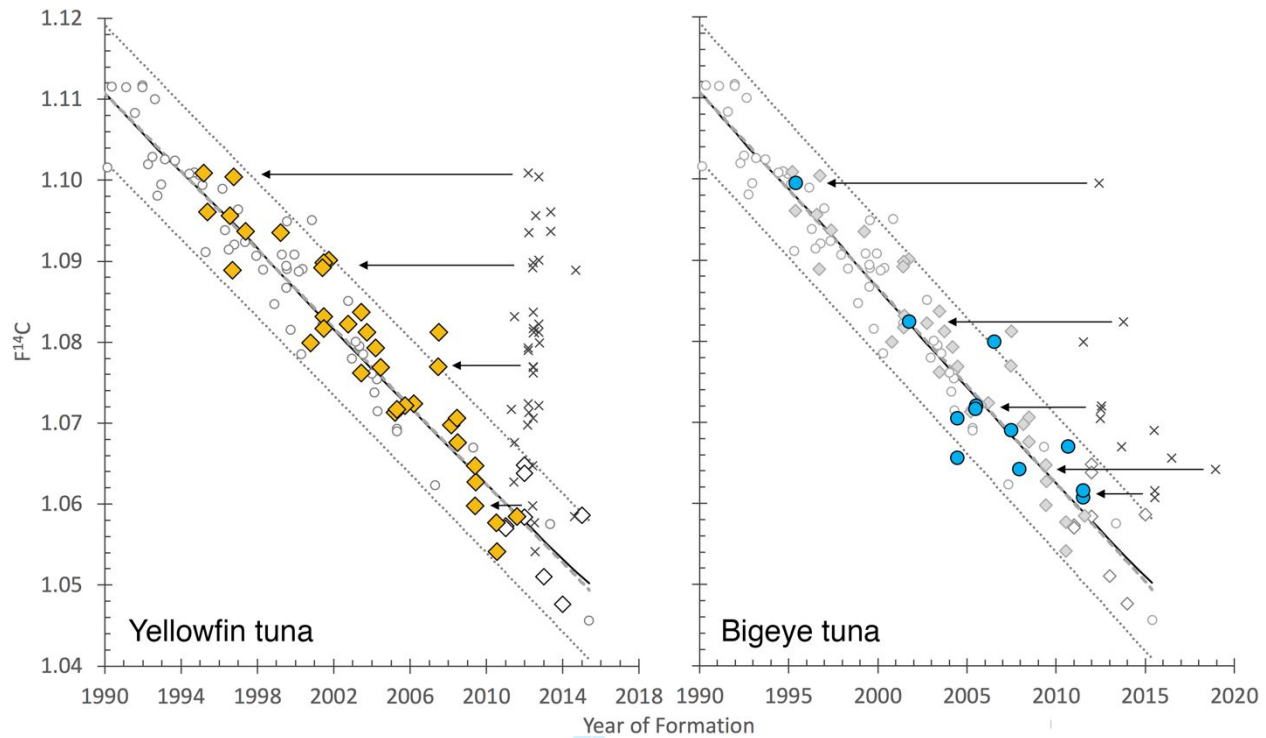 1.12
1.11
1.10
1.09
1.08
1.07
1.06
1.05
1.04
F¹⁴C
Yellowfin tuna
Bigeye tuna
1990 1994 1998 2002 2006 2010 2014 2018
1990 1995 2000 2005 2010 2015 2020
Year of Formation